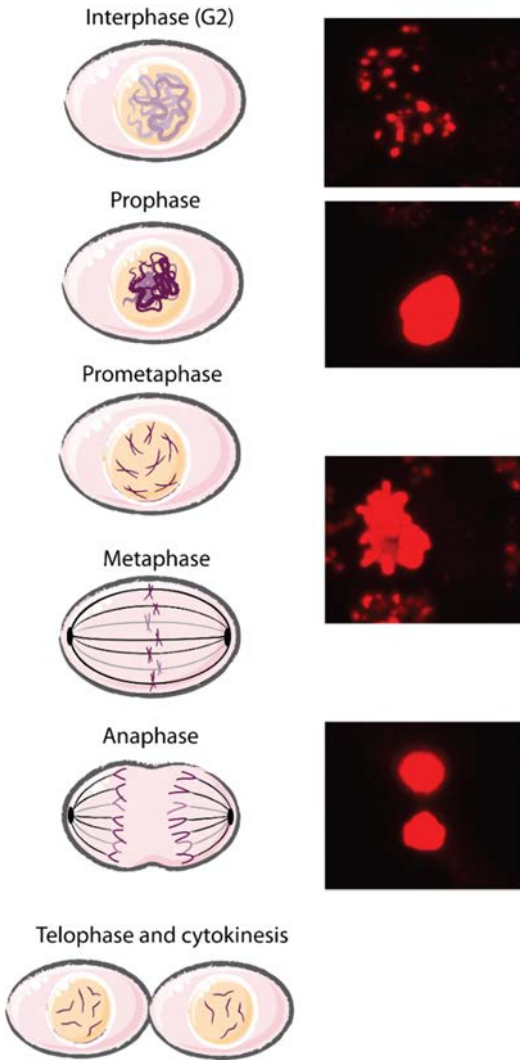 Interphase (G2)
Prophase
Prometaphase
Metaphase
Anaphase
Telophase and cytokinesis